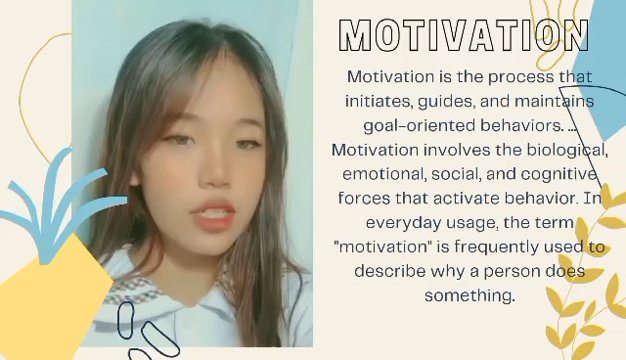 MOTIVATION
Motivation is the process that
initiates, guides, and maintains
goal-oriented behaviors. ...
Motivation involves the biological,
emotional, social, and cognitive
forces that activate behavior. In
everyday usage, the term
"motivation" is frequently used to
describe why a person does
something.